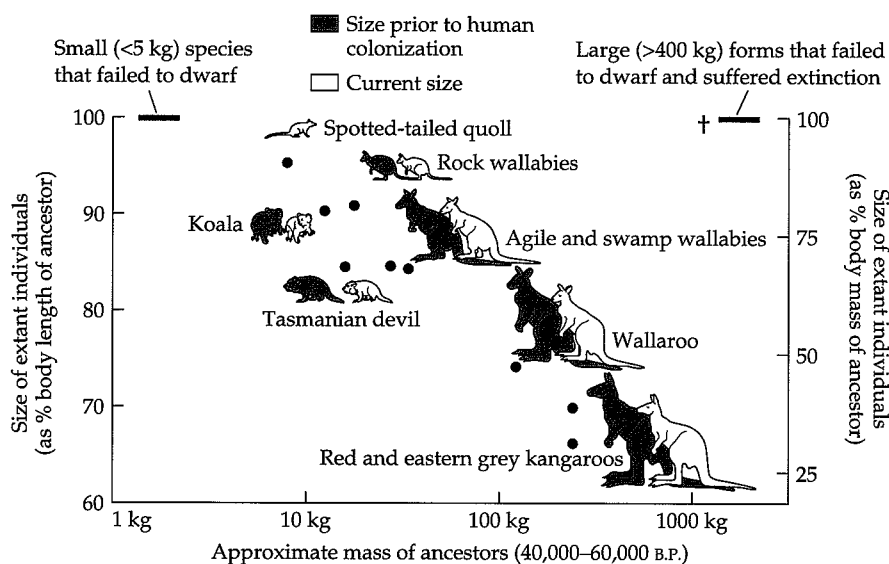 Size prior to human
colonization
Current size
Small (<5 kg) species
that failed to dwarf
Large (>400 kg) forms that failed
to dwarf and suffered extinction
†
Spotted-tailed quoll
Rock wallabies
Koala
Agile and swamp wallabies
Tasmanian devil
Wallaroo
Red and eastern grey kangaroos
Size of extant individuals
(as % body length of ancestor)
100
90
80
70
60
Size of extant individuals
(as % body mass of ancestor)
100
75
50
25
1 kg
10 kg
100 kg
1000 kg
Approximate mass of ancestors (40,000–60,000 B.P.)